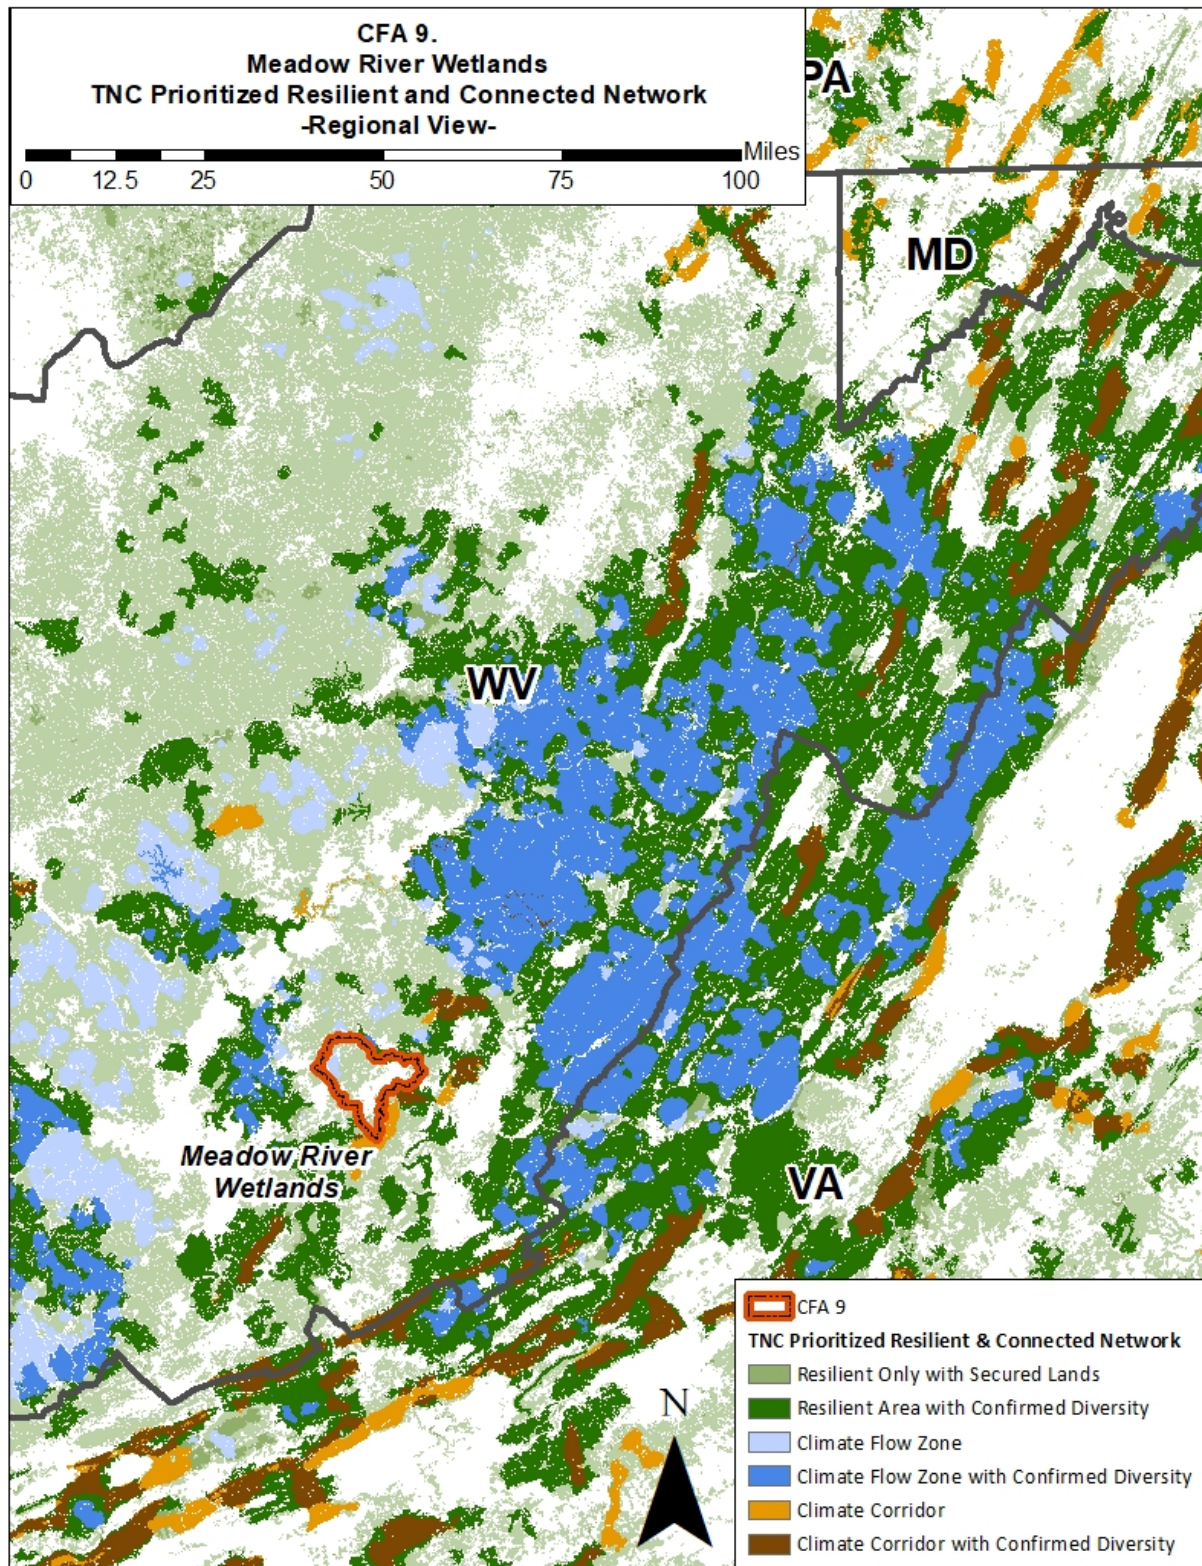 CFA 9.
Meadow River Wetlands
TNC Prioritized Resilient and Connected Network
-Regional View-
Miles
0 12.5 25 50 75 100
PA
MD
WV
Meadow River
Wetlands
VA
N
CFA 9
TNC Prioritized Resilient & Connected Network
Resilient Only with Secured Lands
Resilient Area with Confirmed Diversity
Climate Flow Zone
Climate Flow Zone with Confirmed Diversity
Climate Corridor
Climate Corridor with Confirmed Diversity